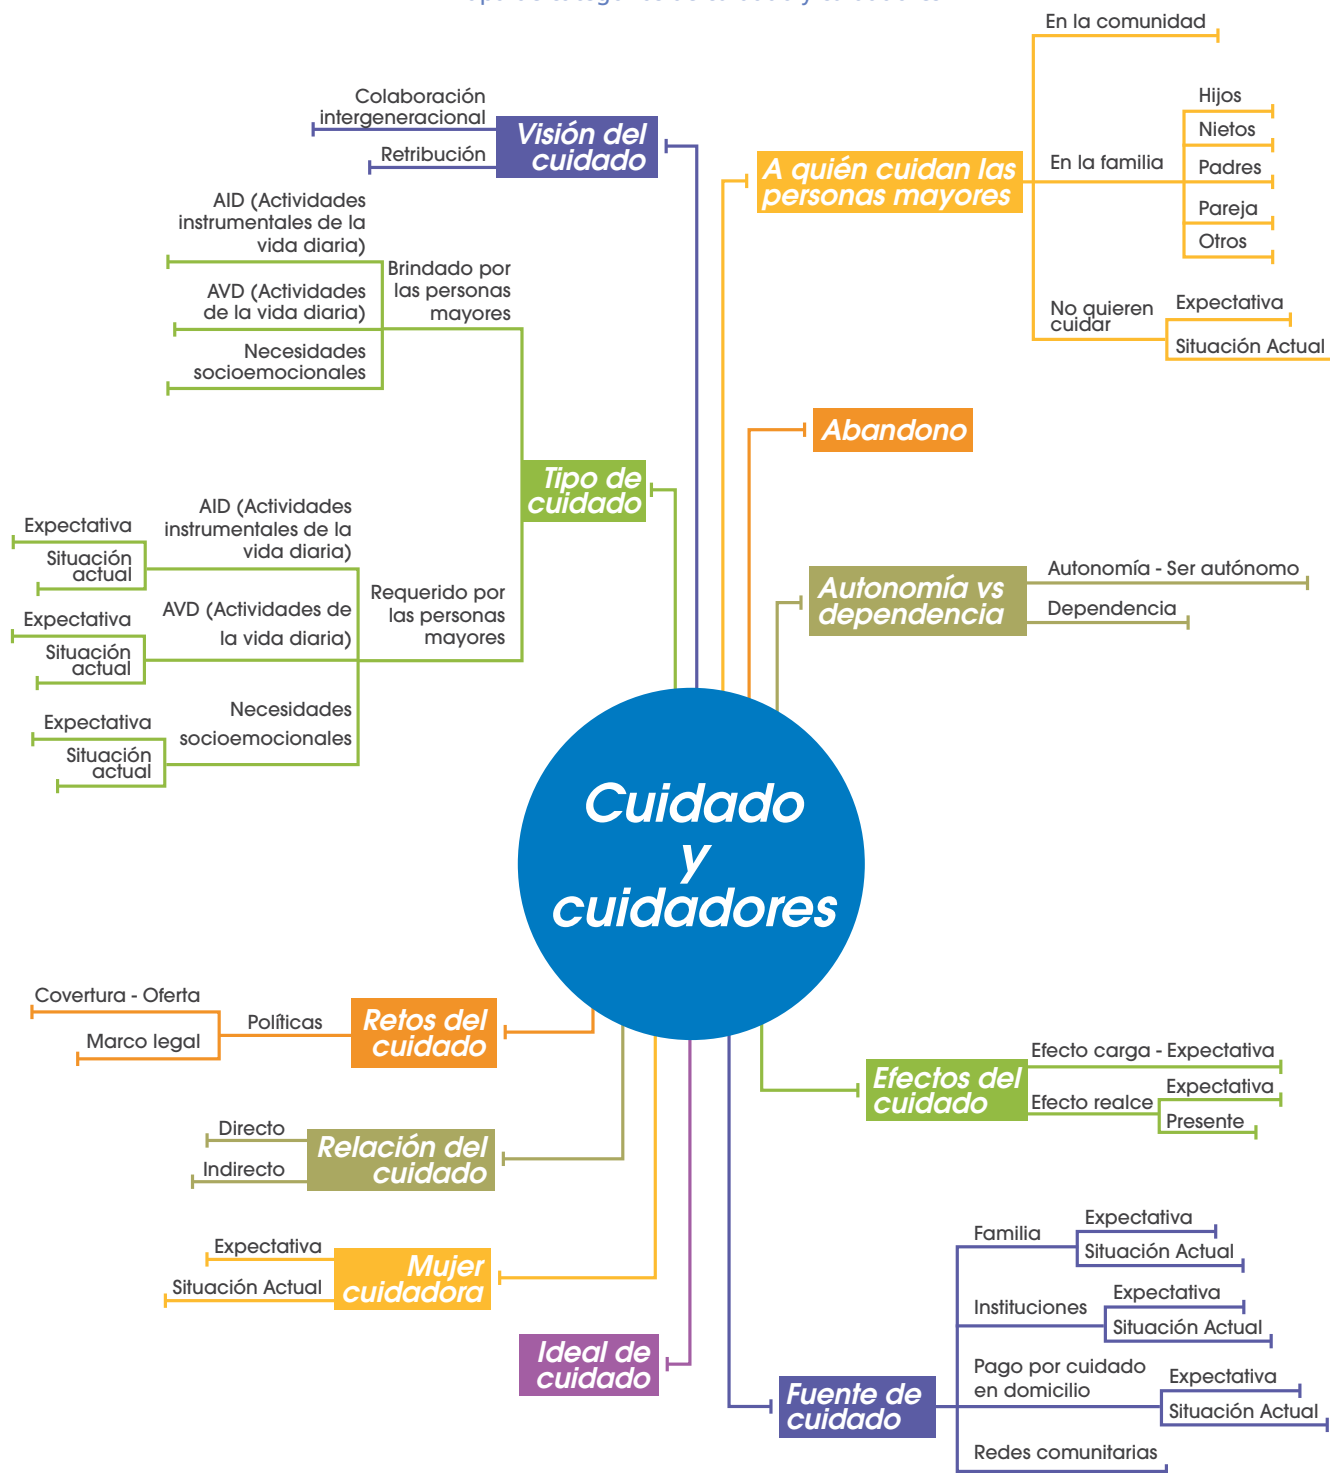 En la comunidad
Colaboración
intergeneracional
Retribución
Visión del
cuidado
A quién cuidan las
personas mayores
En la familia
Hijos
Nietos
Padres
Pareja
Otros
No quieren
cuidar
Expectativa
Situación Actual
AID (Actividades
instrumentales de la
vida diaria)
AVD (Actividades
de la vida diaria)
Necesidades
socioemocionales
Brindado por
las personas
mayores
Tipo de
cuidado
Abandono
AID (Actividades
instrumentales de la
vida diaria)
Expectativa
Situación
actual
AVD (Actividades de
la vida diaria)
Expectativa
Situación
actual
Necesidades
socioemocionales
Expectativa
Situación
actual
Requerido por
las personas
mayores
Autonomía vs
dependencia
Autonomía - Ser autónomo
Dependencia
Cuidado
y
cuidadores
Covertura - Oferta
Marco legal
Políticas
Retos del
cuidado
Efectos del
cuidado
Efecto carga - Expectativa
Efecto realce
Expectativa
Presente
Directo
Indirecto
Relación del
cuidado
Expectativa
Situación Actual
Mujer
cuidadora
Ideal de
cuidado
Fuente de
cuidado
Familia
Expectativa
Situación Actual
Instituciones
Expectativa
Situación Actual
Pago por cuidado
en domicilio
Expectativa
Situación Actual
Redes comunitarias